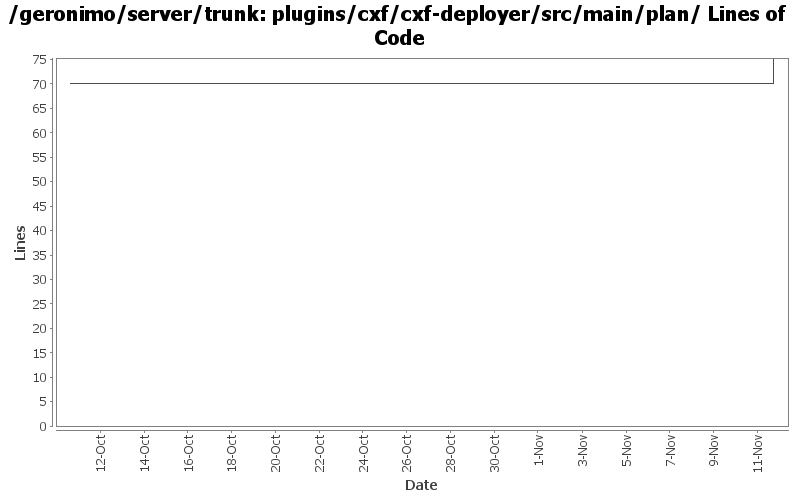 /geronimo/server/trunk: plugins/cxf/cxf-deployer/src/main/plan/ Lines of
Code
75
70
65
60
55
50
45
40
35
30
25
20
15
10
5
0
Lines
12-Oct
14-Oct
16-Oct
18-Oct
20-Oct
22-Oct
24-Oct
26-Oct
28-Oct
30-Oct
1-Nov
3-Nov
5-Nov
7-Nov
9-Nov
11-Nov
Date